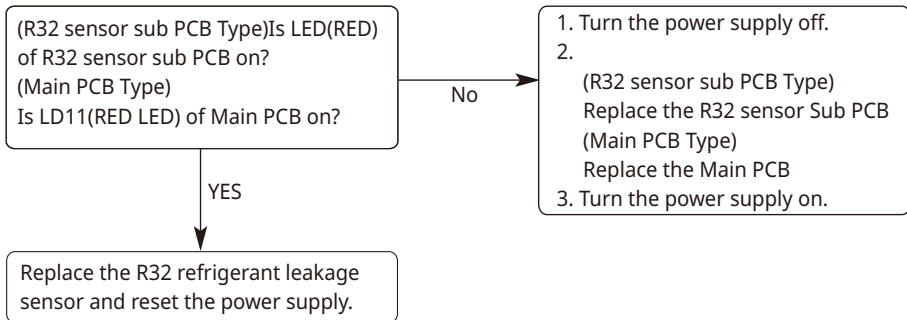 (R32 sensor sub PCB Type)Is LED(RED)
of R32 sensor sub PCB on?
(Main PCB Type)
Is LD11(RED LED) of Main PCB on?
No
1. Turn the power supply off.
2.
(R32 sensor sub PCB Type)
Replace the R32 sensor Sub PCB
(Main PCB Type)
Replace the Main PCB
3. Turn the power supply on.
YES
Replace the R32 refrigerant leakage
sensor and reset the power supply.